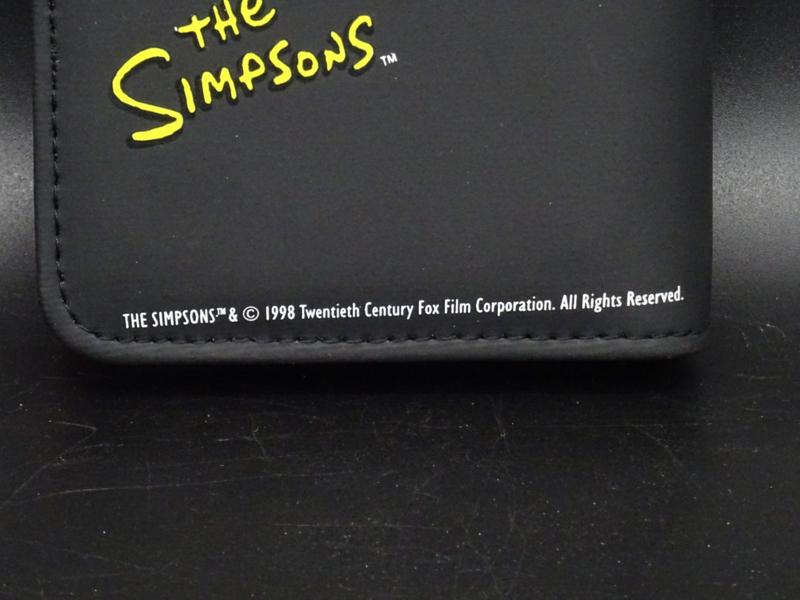 THE
SIMPSONS™
THE SIMPSONS™ & © 1998 Twentieth Century Fox Film Corporation. All Rights Reserved.